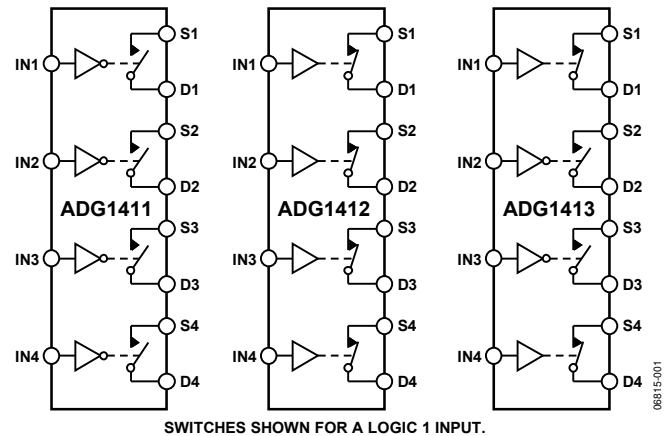 S1
IN1
D1
S2
IN2
D2
ADG1411
S3
IN3
D3
S4
IN4
D4
S1
IN1
D1
S2
IN2
D2
ADG1412
S3
IN3
D3
S4
IN4
D4
S1
IN1
D1
S2
IN2
D2
ADG1413
S3
IN3
D3
S4
IN4
D4
06815-001
SWITCHES SHOWN FOR A LOGIC 1 INPUT.